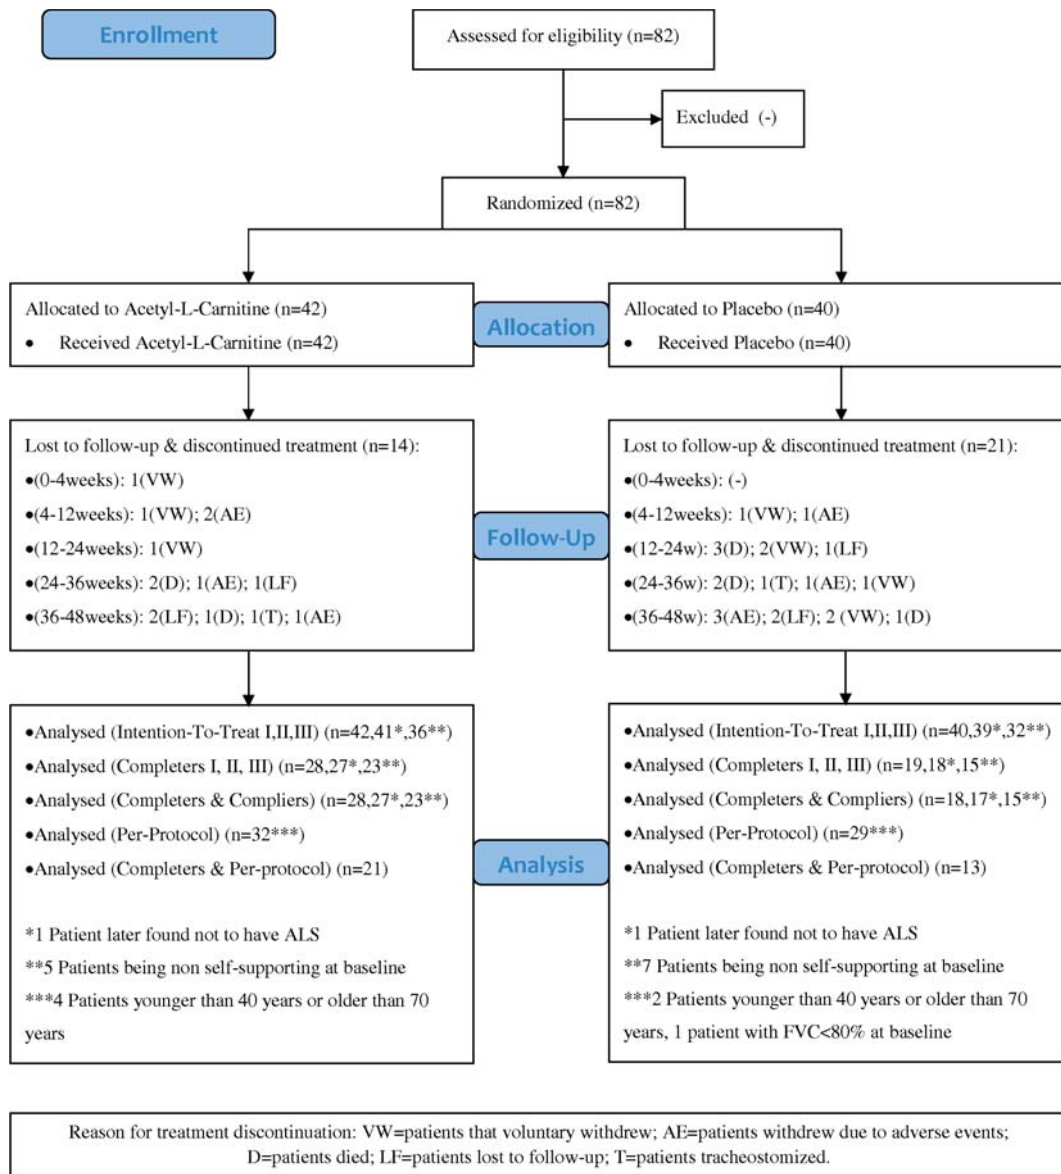 Enrollment
Assessed for eligibility (n=82)
Excluded (-)
Randomized (n=82)
Allocated to Acetyl-L-Carnitine (n=42)
• Received Acetyl-L-Carnitine (n=42)
Allocation
Allocated to Placebo (n=40)
• Received Placebo (n=40)
Lost to follow-up & discontinued treatment (n=14):
•(0-4weeks): 1(VW)
•(4-12weeks): 1(VW); 2(AE)
•(12-24weeks): 1(VW)
•(24-36weeks): 2(D); 1(AE); 1(LF)
•(36-48weeks): 2(LF); 1(D); 1(T); 1(AE)
Follow-Up
Lost to follow-up & discontinued treatment (n=21):
•(0-4weeks): (-)
•(4-12weeks): 1(VW); 1(AE)
•(12-24w): 3(D); 2(VW); 1(LF)
•(24-36w): 2(D); 1(T); 1(AE); 1(VW)
•(36-48w): 3(AE); 2(LF); 2 (VW); 1(D)
•Analysed (Intention-To-Treat I,II,III) (n=42,41*,36**)
•Analysed (Completers I, II, III) (n=28,27*,23**)
•Analysed (Completers & Compliers) (n=28,27*,23**)
•Analysed (Per-Protocol) (n=32***)
•Analysed (Completers & Per-protocol) (n=21)
*1 Patient later found not to have ALS
**5 Patients being non self-supporting at baseline
***4 Patients younger than 40 years or older than 70
years
Analysis
•Analysed (Intention-To-Treat I,II,III) (n=40,39*,32**)
•Analysed (Completers I, II, III) (n=19,18*,15**)
•Analysed (Completers & Compliers) (n=18,17*,15**)
•Analysed (Per-Protocol) (n=29***)
•Analysed (Completers & Per-protocol) (n=13)
*1 Patient later found not to have ALS
**7 Patients being non self-supporting at baseline
***2 Patients younger than 40 years or older than 70
years, 1 patient with FVC<80% at baseline
Reason for treatment discontinuation: VW=patients that voluntary withdrew; AE=patients withdrew due to adverse events;
D=patients died; LF=patients lost to follow-up; T=patients tracheostomized.